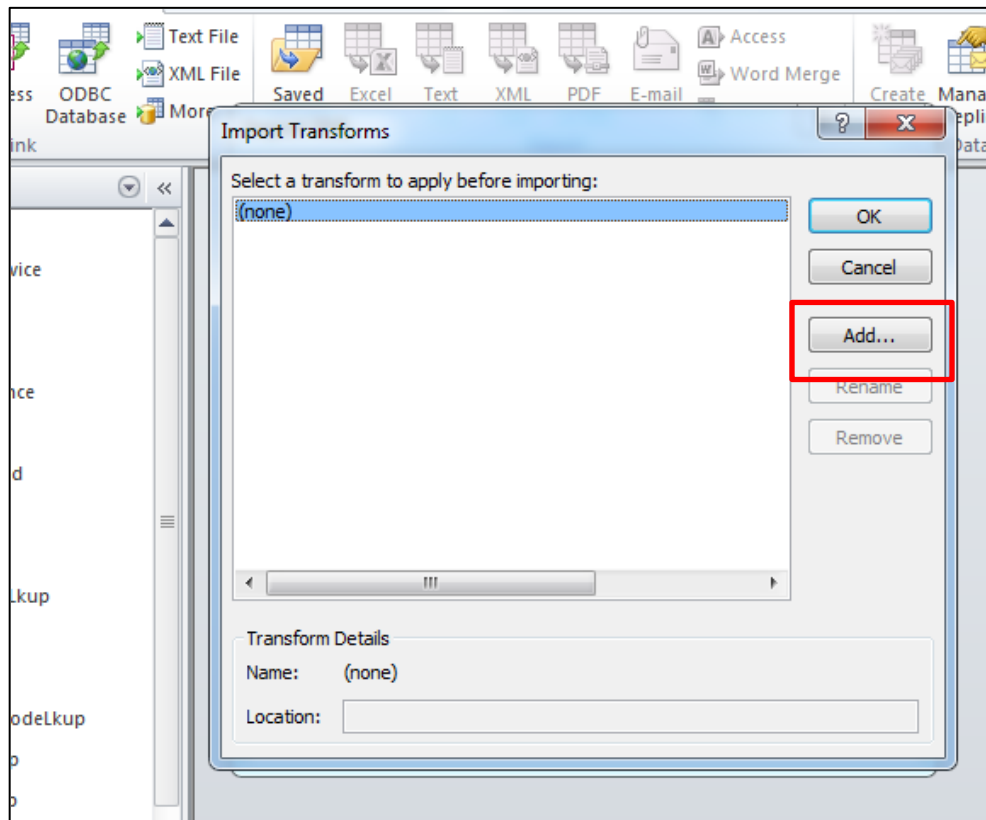 Text File
XML File
More
ess
ODBC
Database
Saved
Excel
Text
XML
PDF
E-mail
Access
Word Merge
Create
Mana
epli
ink
Data
Import Transforms
Select a transform to apply before importing:
(none)
OK
Cancel
Add...
Rename
Remove
Transform Details
Name: (none)
Location:
vice
nce
d
Lkup
odeLkup
p
p